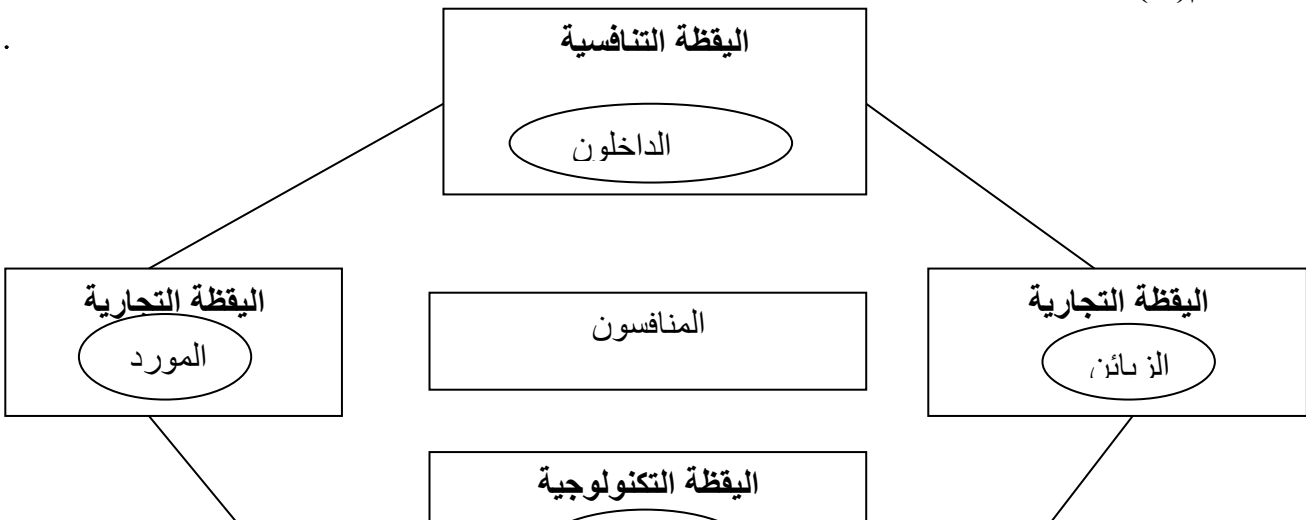 اليقظة التنافسية
الداخلون
اليقظة التجارية
الزبائن
المنافسون
اليقظة التجارية
المورد
اليقظة التكنولوجية